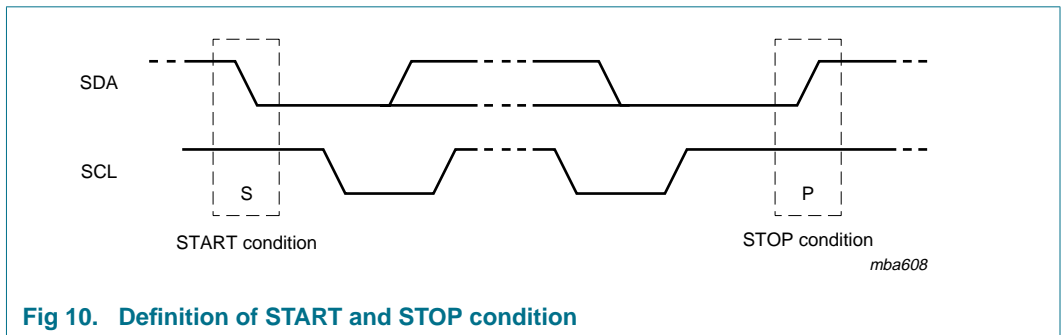 SDA
SCL
S
P
START condition
STOP condition
mba608
Fig 10. Definition of START and STOP condition